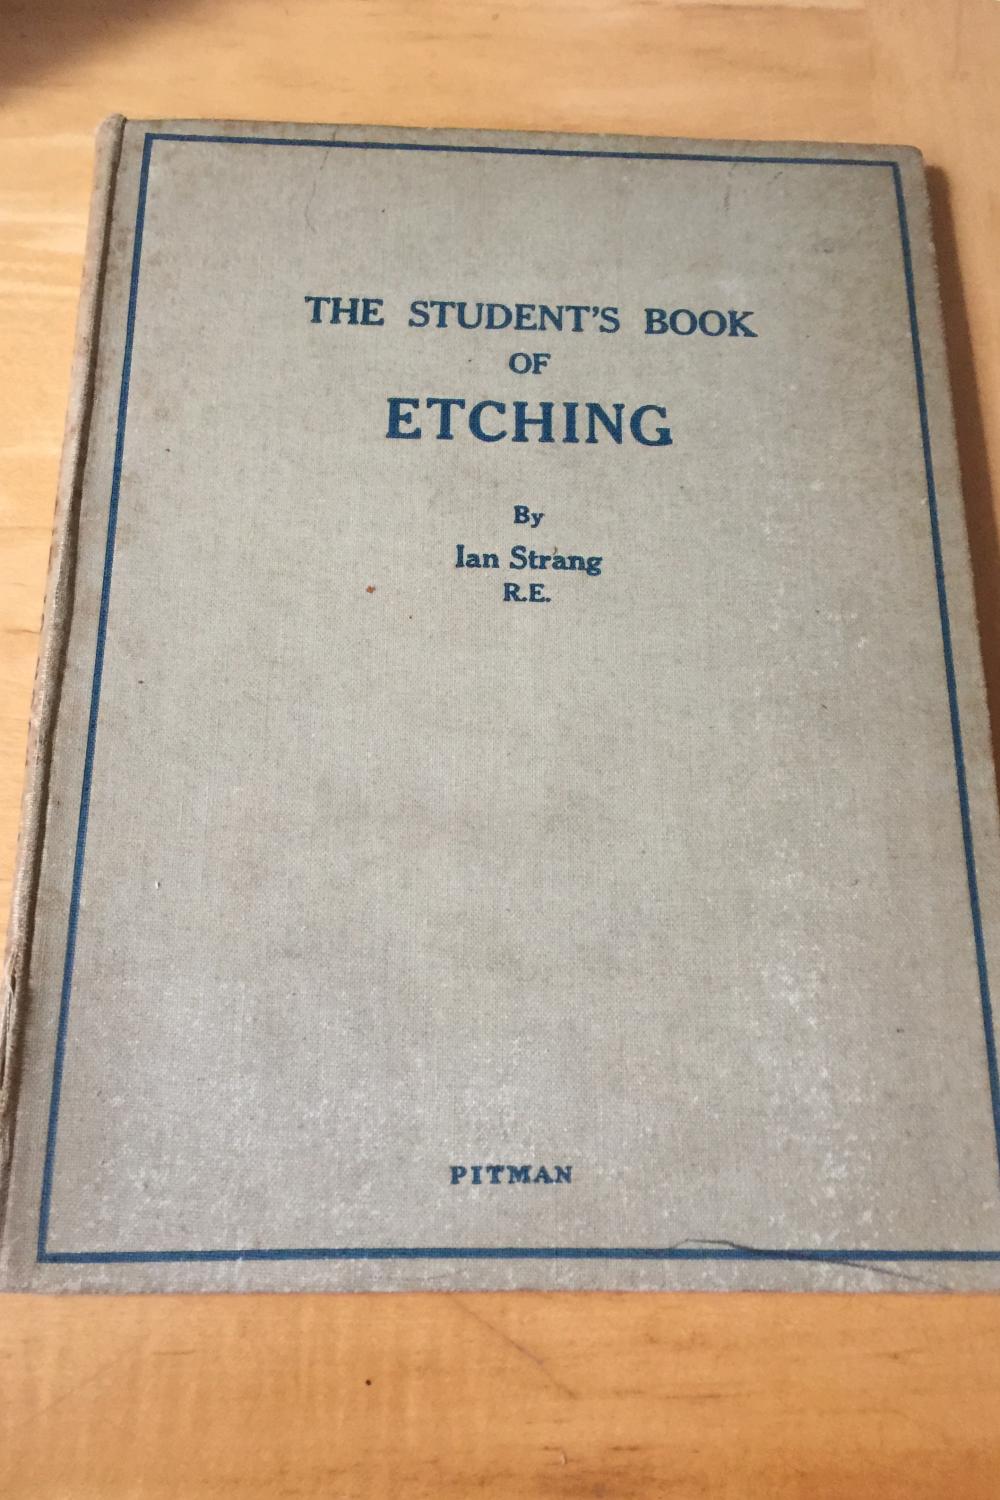 THE STUDENT'S BOOK
OF
ETCHING
By
Ian Strang
R.E.
PITMAN